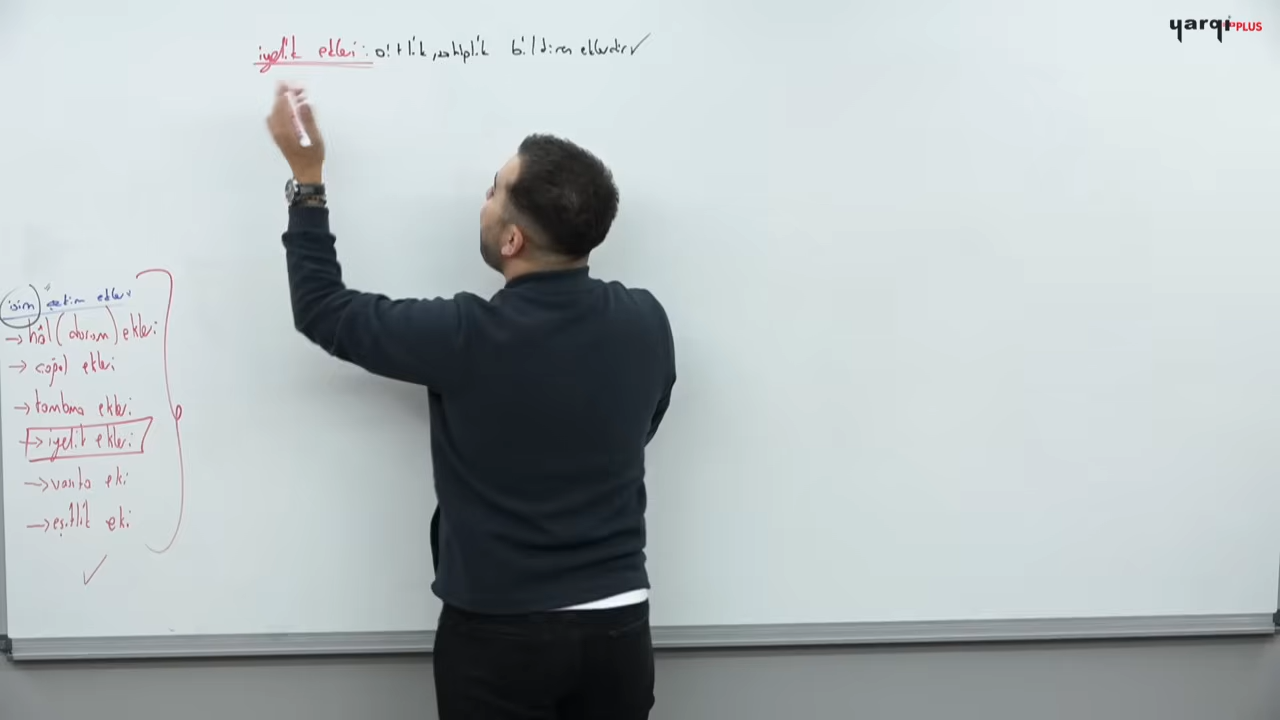 yargı PLUS
iyelik ekleri: aitlik, sahiplik bildiren eklerdir ✓
isim çekim ekleri
→ hâl (durum) ekleri
→ çoğul ekleri
→ tamlama ekleri
→ iyelik ekleri
→ vasıta eki
→ eşitlik eki
✓